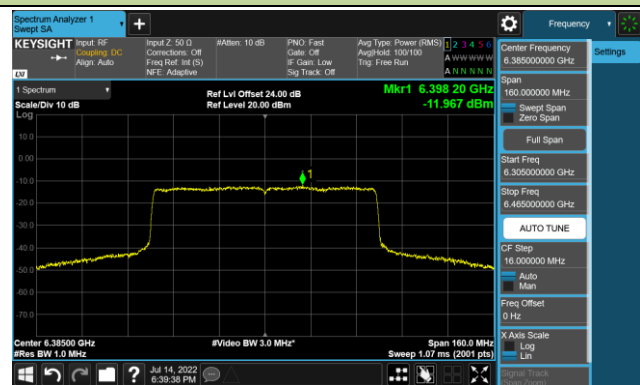 Spectrum Analyzer 1
Swept SA
+
Frequency
KEYSIGHT
Input: RF
Coupling: DC
Align: Auto
Input Z: 50 Ω
Corrections: Off
Freq Ref: Int (S)
NFE: Adaptive
#Atten: 10 dB
PNO: Fast
Gate: Off
IF Gain: Low
Sig Track: Off
Avg Type: Power (RMS)
Avg|Hold: 100/100
Trig: Free Run
1 2 3 4 5 6
A W W W W W
A N N N N N
LXI
Center Frequency
6.385000000 GHz
Settings
Span
160.000000 MHz
Swept Span
Zero Span
Full Span
Start Freq
6.305000000 GHz
Stop Freq
6.465000000 GHz
AUTO TUNE
CF Step
16.000000 MHz
Auto
Man
Freq Offset
0 Hz
X Axis Scale
Log
Lin
Signal Track
(Span Zoom)
1 Spectrum
Scale/Div 10 dB
Log
Ref Lvl Offset 24.00 dB
Ref Level 20.00 dBm
Mkr1 6.398 20 GHz
-11.967 dBm
10.0
0.00
-10.0
-20.0
-30.0
-40.0
-50.0
-60.0
-70.0
1
Center 6.38500 GHz
#Res BW 1.0 MHz
#Video BW 3.0 MHz*
Span 160.0 MHz
Sweep 1.07 ms (2001 pts)
?
Jul 14, 2022
6:39:38 PM